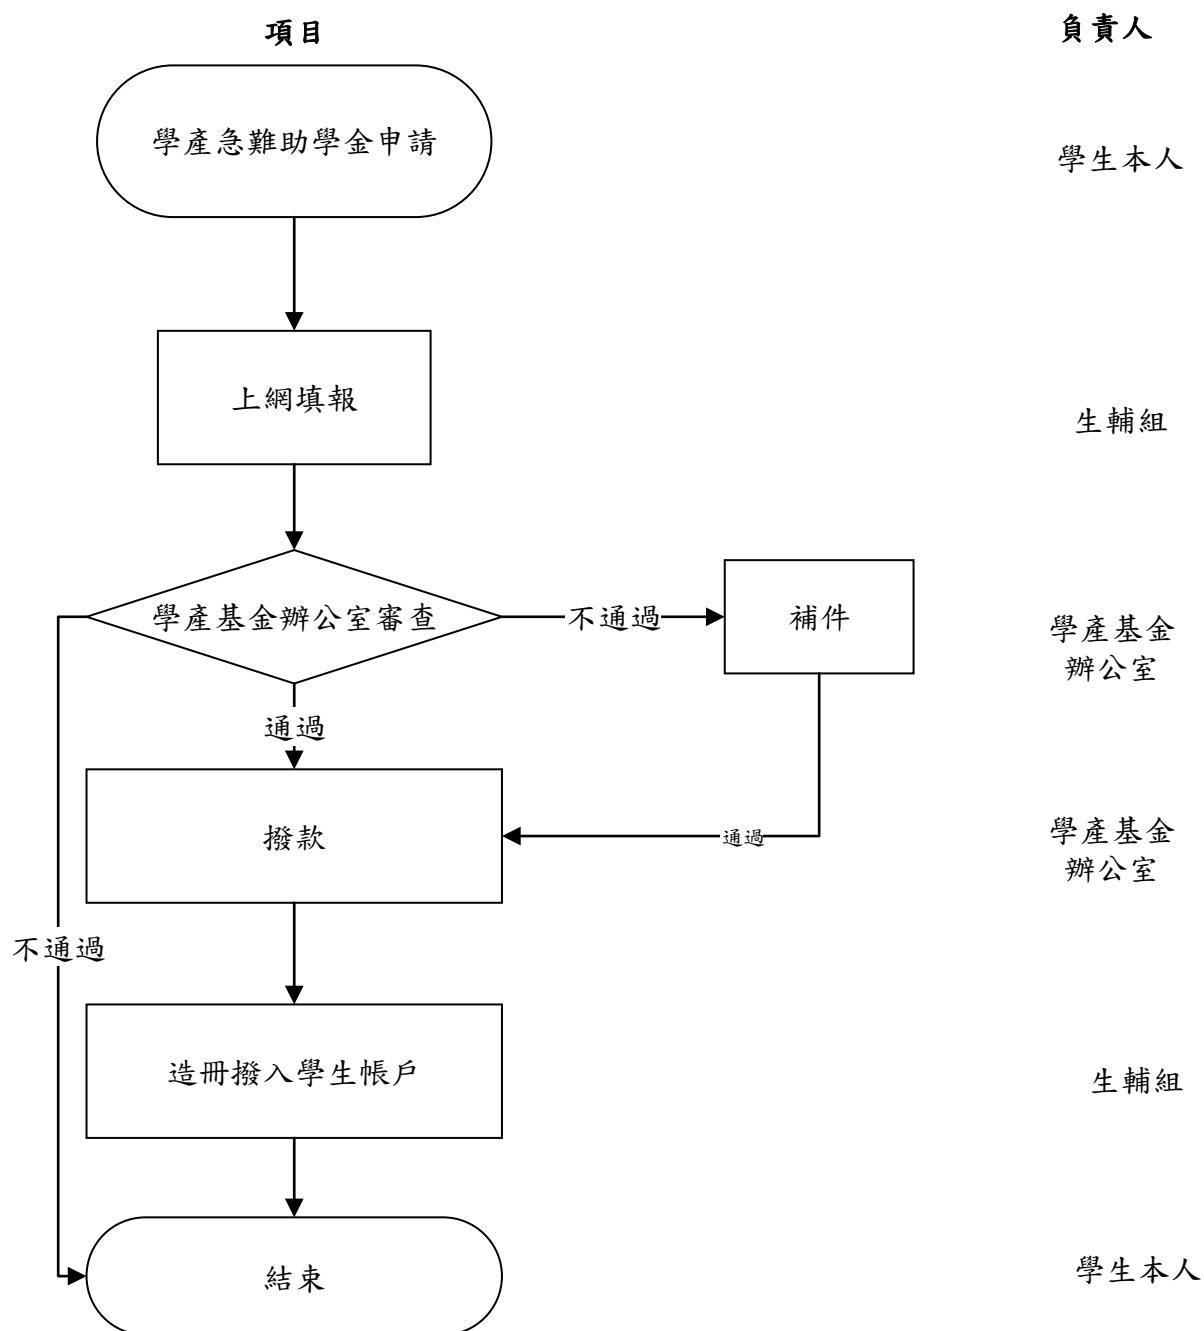 項目
負責人
學產急難助學金申請
學生本人
上網填報
生輔組
學產基金辦公室審查
不通過
補件
學產基金
辦公室
通過
撥款
通過
學產基金
辦公室
不通過
造冊撥入學生帳戶
生輔組
結束
學生本人